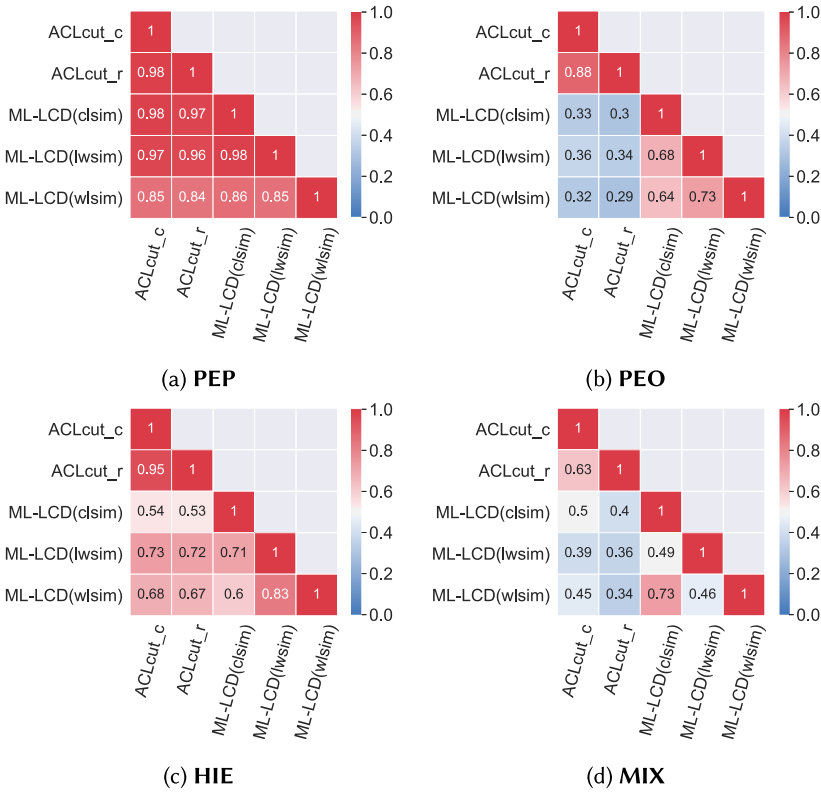 ACLcut_c 1 1.0
ACLcut_r 0.98 1 0.8
ML-LCD(clsim) 0.98 0.97 1 0.6
ML-LCD(lwsim) 0.97 0.96 0.98 1 0.4
ML-LCD(wlsim) 0.85 0.84 0.86 0.85 1 0.2
0.0
ACLcut_c
ACLcut_r
ML-LCD(clsim)
ML-LCD(lwsim)
ML-LCD(wlsim)
(a) PEP
ACLcut_c 1 1.0
ACLcut_r 0.88 1 0.8
ML-LCD(clsim) 0.33 0.3 1 0.6
ML-LCD(lwsim) 0.36 0.34 0.68 1 0.4
ML-LCD(wlsim) 0.32 0.29 0.64 0.73 1 0.2
0.0
ACLcut_c
ACLcut_r
ML-LCD(clsim)
ML-LCD(lwsim)
ML-LCD(wlsim)
(b) PEO
ACLcut_c 1 1.0
ACLcut_r 0.95 1 0.8
ML-LCD(clsim) 0.54 0.53 1 0.6
ML-LCD(lwsim) 0.73 0.72 0.71 1 0.4
ML-LCD(wlsim) 0.68 0.67 0.6 0.83 1 0.2
0.0
ACLcut_c
ACLcut_r
ML-LCD(clsim)
ML-LCD(lwsim)
ML-LCD(wlsim)
(c) HIE
ACLcut_c 1 1.0
ACLcut_r 0.63 1 0.8
ML-LCD(clsim) 0.5 0.4 1 0.6
ML-LCD(lwsim) 0.39 0.36 0.49 1 0.4
ML-LCD(wlsim) 0.45 0.34 0.73 0.46 1 0.2
0.0
ACLcut_c
ACLcut_r
ML-LCD(clsim)
ML-LCD(lwsim)
ML-LCD(wlsim)
(d) MIX